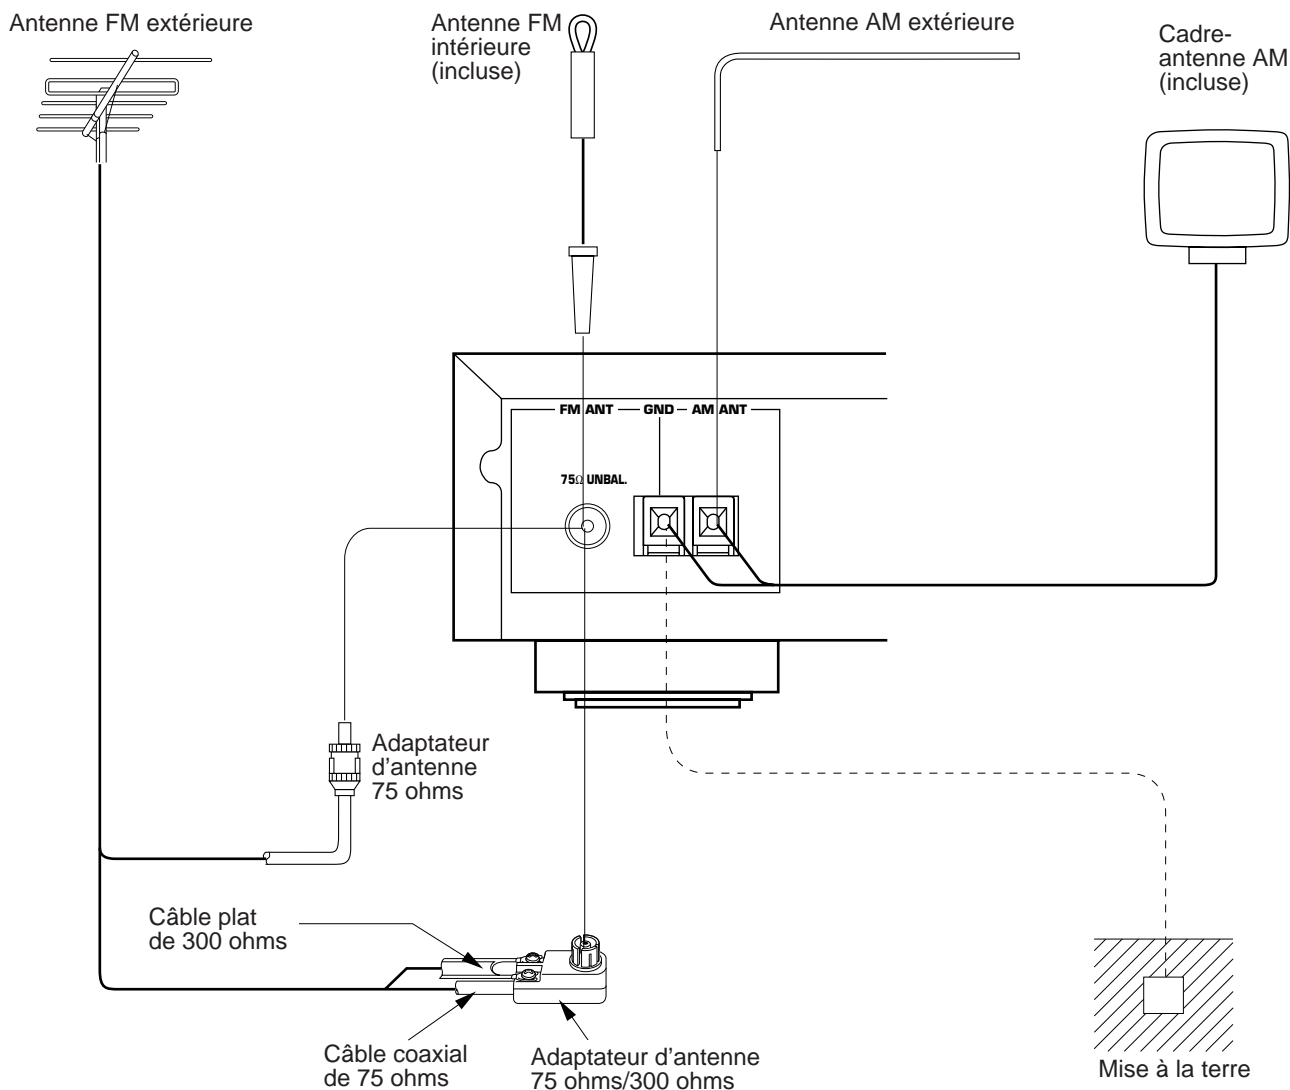 Antenne FM extérieure
Antenne FM
intérieure
(incluse)
Antenne AM extérieure
Cadre-
antenne AM
(incluse)
FM ANT
GND
AM ANT
75Ω UNBAL.
Adaptateur
d'antenne
75 ohms
Câble plat
de 300 ohms
Câble coaxial
de 75 ohms
Adaptateur d'antenne
75 ohms/300 ohms
Mise à la terre